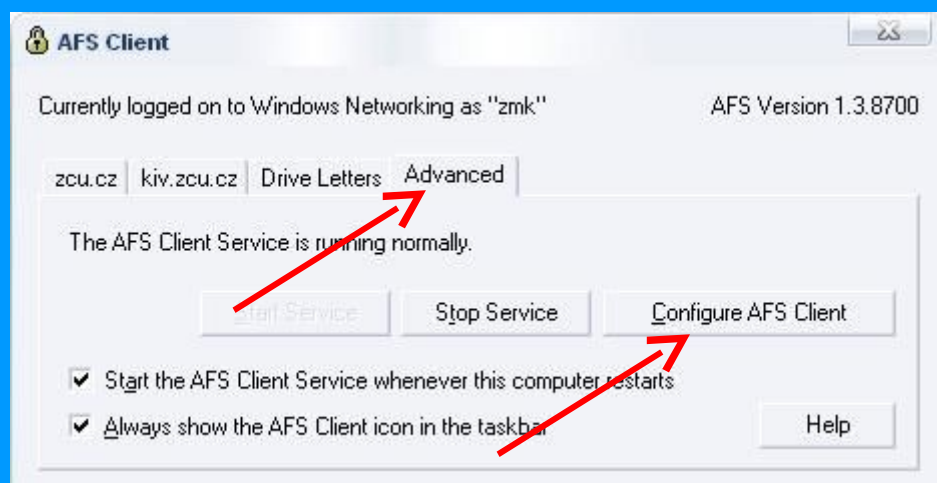 AFS Client
Currently logged on to Windows Networking as "zmk" AFS Version 1.3.8700
zcu.cz kiv.zcu.cz Drive Letters Advanced
The AFS Client Service is running normally.
Start Service Stop Service Configure AFS Client
Start the AFS Client Service whenever this computer restarts
Always show the AFS Client icon in the taskbar
Help